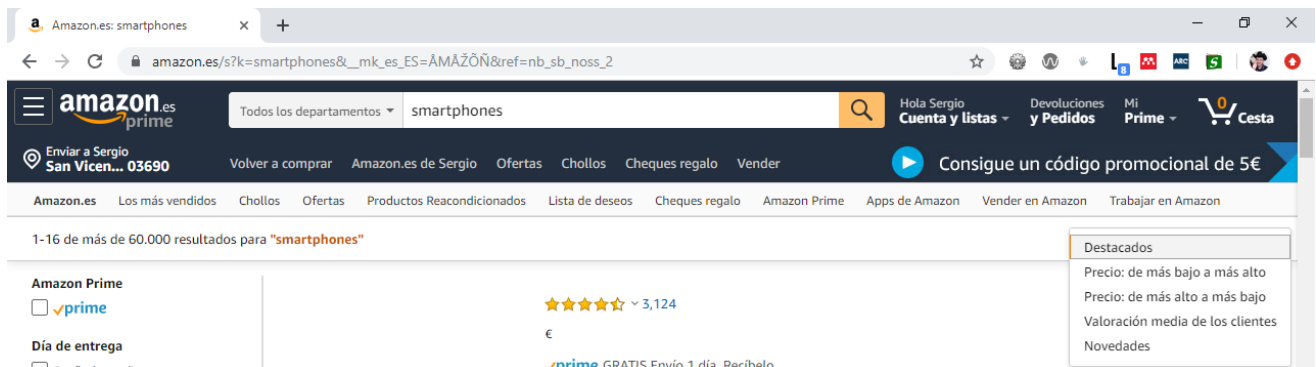 Amazon.es: smartphones
amazon.es/s?k=smartphones&__mk_es_ES=ÅMÅŽÕÑ&ref=nb_sb_noss_2
8
ARC
S
amazon.es
prime
Todos los departamentos
smartphones
Hola Sergio
Cuenta y listas
Devoluciones
y Pedidos
Mi
Prime
0
Cesta
Enviar a Sergio
San Vicen... 03690
Volver a comprar Amazon.es de Sergio Ofertas Chollos Cheques regalo Vender
Consigue un código promocional de 5€
Amazon.es Los más vendidos Chollos Ofertas Productos Reacondicionados Lista de deseos Cheques regalo Amazon Prime Apps de Amazon Vender en Amazon Trabajar en Amazon
1-16 de más de 60.000 resultados para "smartphones"
Destacados
Precio: de más bajo a más alto
Precio: de más alto a más bajo
Valoración media de los clientes
Novedades
Amazon Prime
prime
Día de entrega
3,124
€
prime GRATIS Envío 1 día. Recíbelo